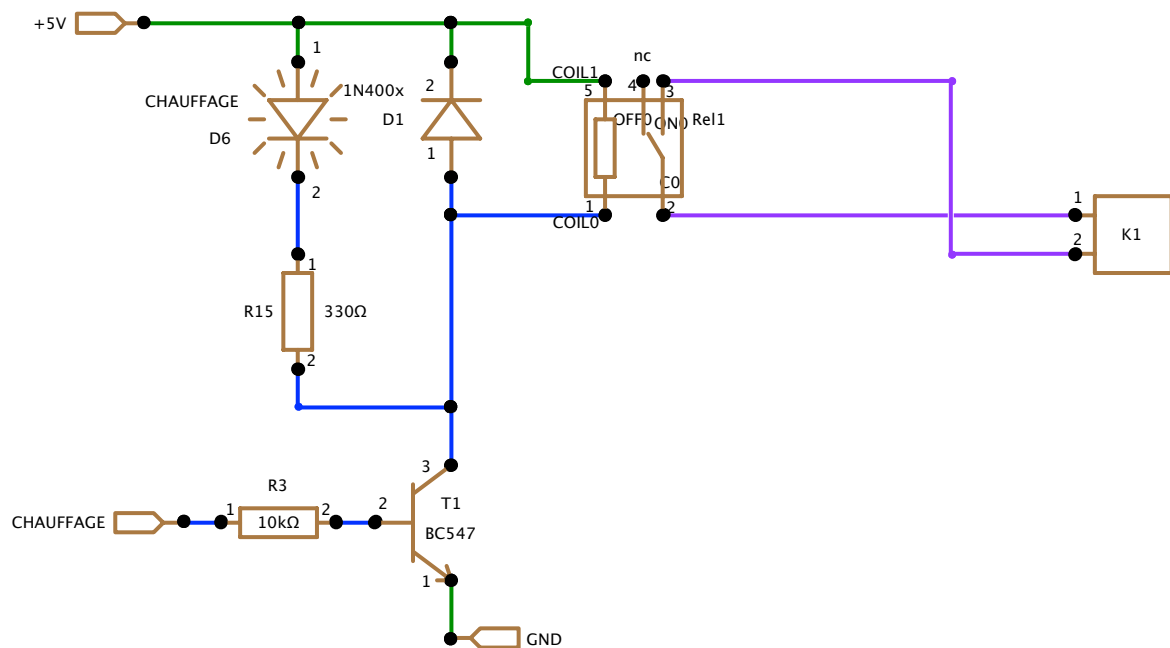 +5V
1
nc
COIL1
4
5
3
2
1N400x
CHAUFFAGE
D1
D6
OFF0
ON0
Rel1
1
2
C0
1
2
COIL0
1
2
K1
1
R15
330Ω
2
3
R3
T1
1
2
2
CHAUFFAGE
10kΩ
BC547
1
GND